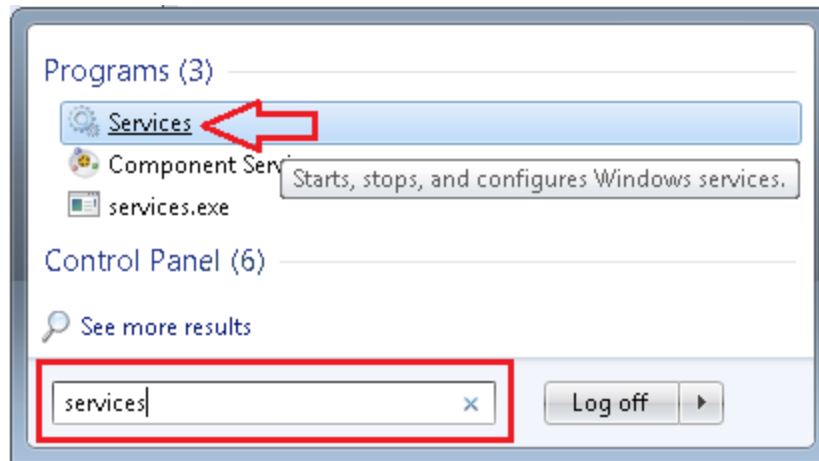 Programs (3)
Services
Component Servi
Starts, stops, and configures Windows services.
services.exe
Control Panel (6)
See more results
services
Log off